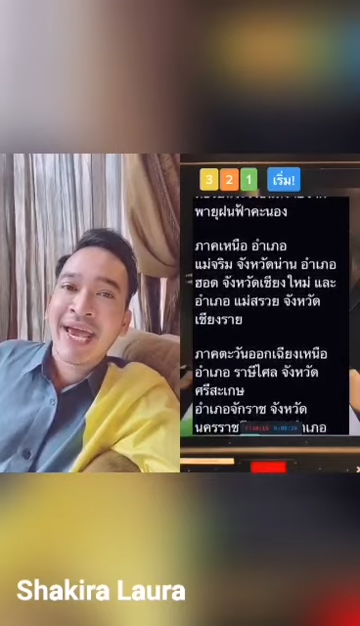 3 2 1 เริ่ม!
พายุฝนฟ้าคะนอง
ภาคเหนือ อำเภอ
แม่จริม จังหวัดน่าน อำเภอ
ฮอด จังหวัดเชียงใหม่ และ
อำเภอ แม่สรวย จังหวัด
เชียงราย
ภาคตะวันออกเฉียงเหนือ
อำเภอ ราษีไศล จังหวัด
ศรีสะเกษ
อำเภอจักราช จังหวัด
Shakira Laura